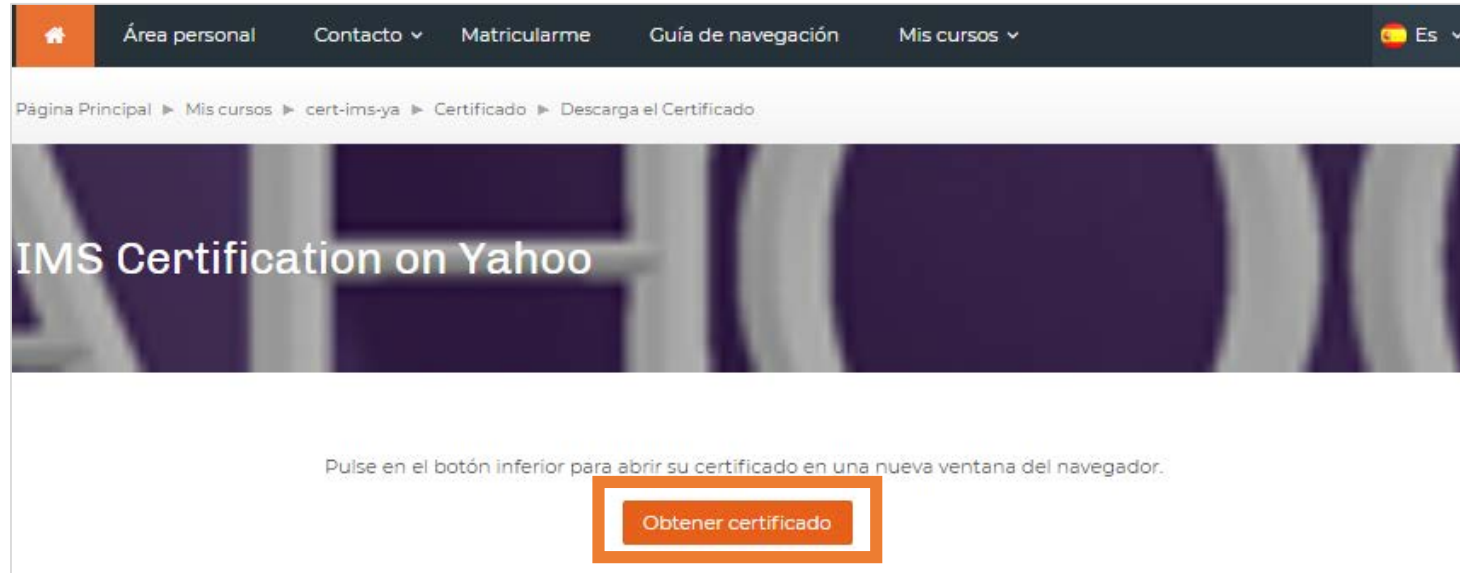 Área personal Contacto Matricularme Guía de navegación Mis cursos Es
Página Principal ► Mis cursos ► cert-ims-ya ► Certificado ► Descarga el Certificado
AHOO
IMS Certification on Yahoo
Pulse en el botón inferior para abrir su certificado en una nueva ventana del navegador.
Obtener certificado